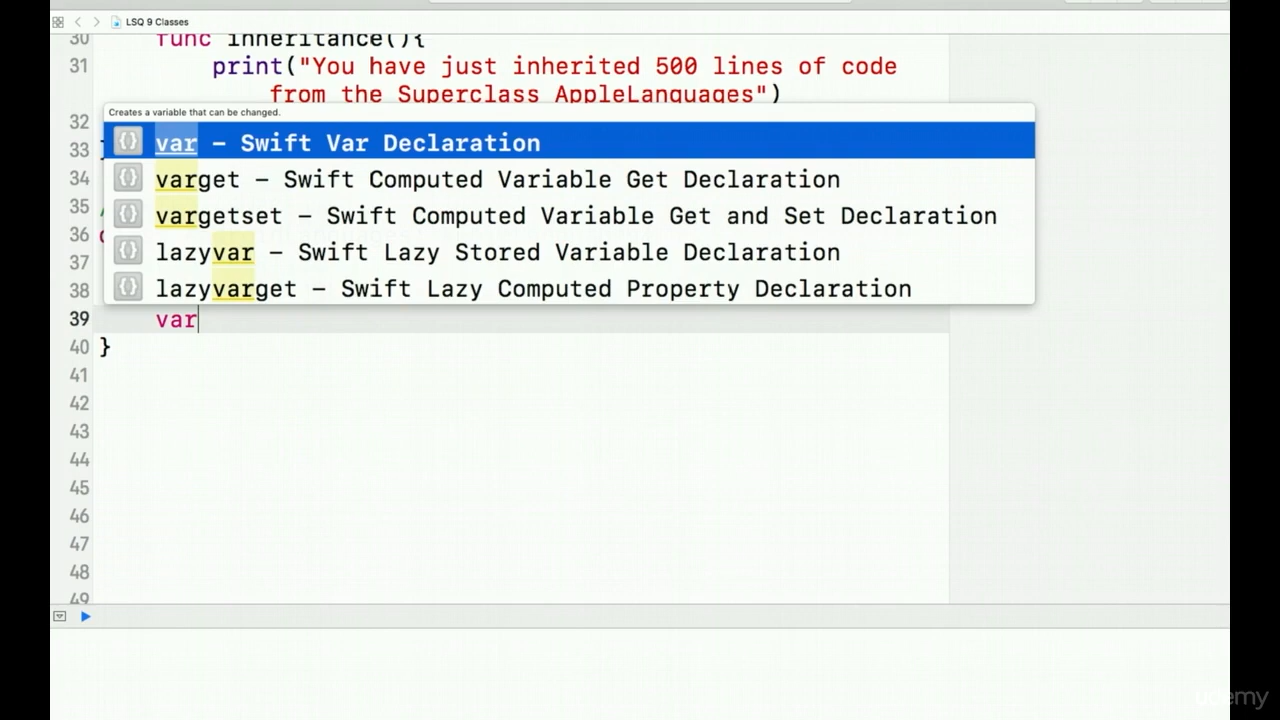 LSQ 9 Classes
30 func inheritance(){
31 print("You have just inherited 500 lines of code
from the Superclass AppleLanguages")
Creates a variable that can be changed.
32
var – Swift Var Declaration
33
34 varget – Swift Computed Variable Get Declaration
35 vargetset – Swift Computed Variable Get and Set Declaration
36
37 lazyvar – Swift Lazy Stored Variable Declaration
38 lazyvarget – Swift Lazy Computed Property Declaration
39 var
40 }
41
42
43
44
45
46
47
48
49
udemy